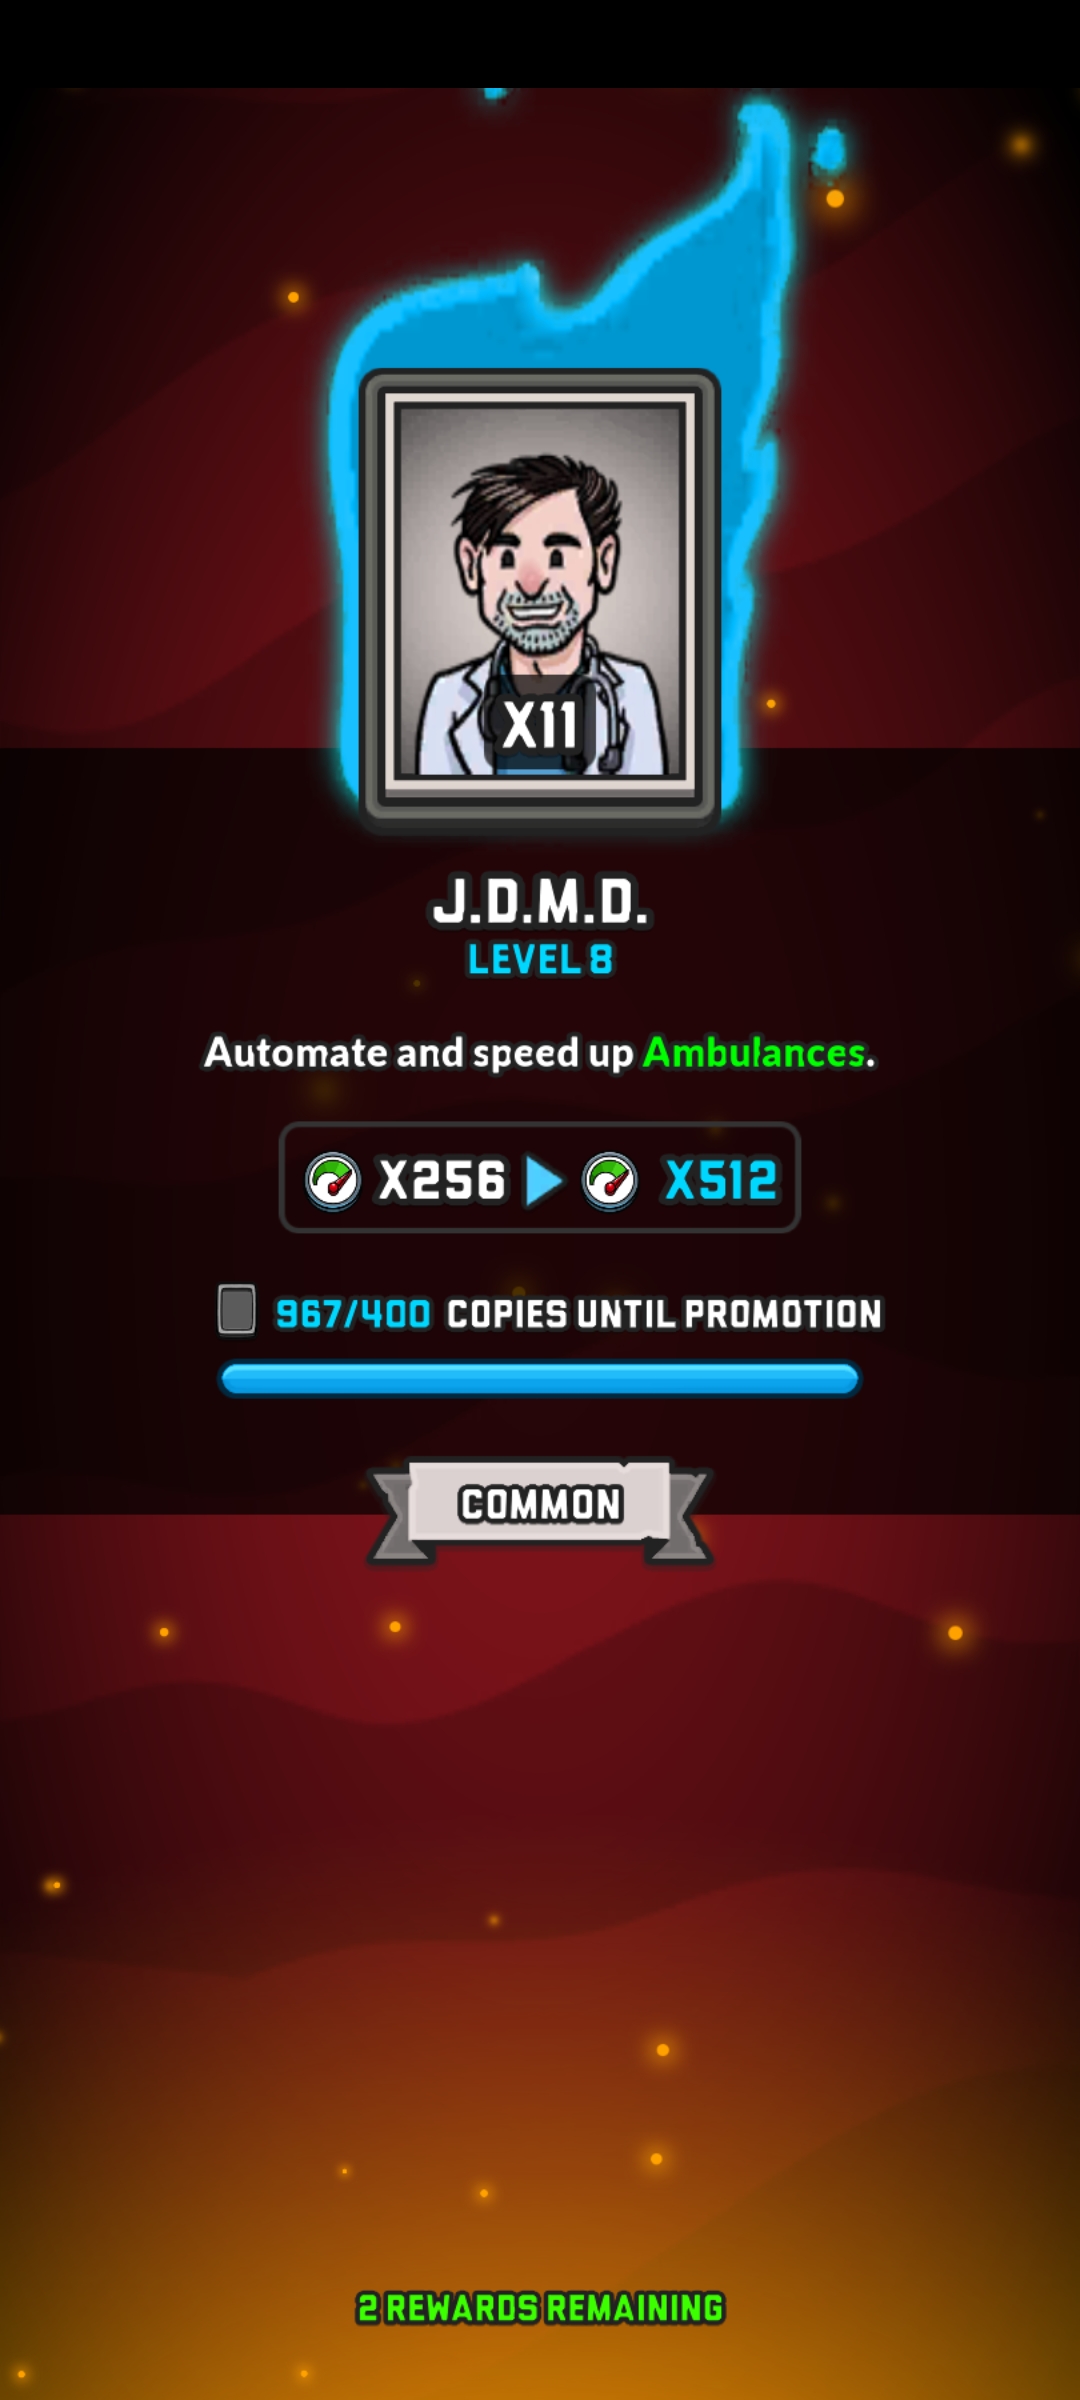 X11
J.D.M.D.
LEVEL 8
Automate and speed up Ambulances.
X256 X512
967/400 COPIES UNTIL PROMOTION
COMMON
2 REWARDS REMAINING